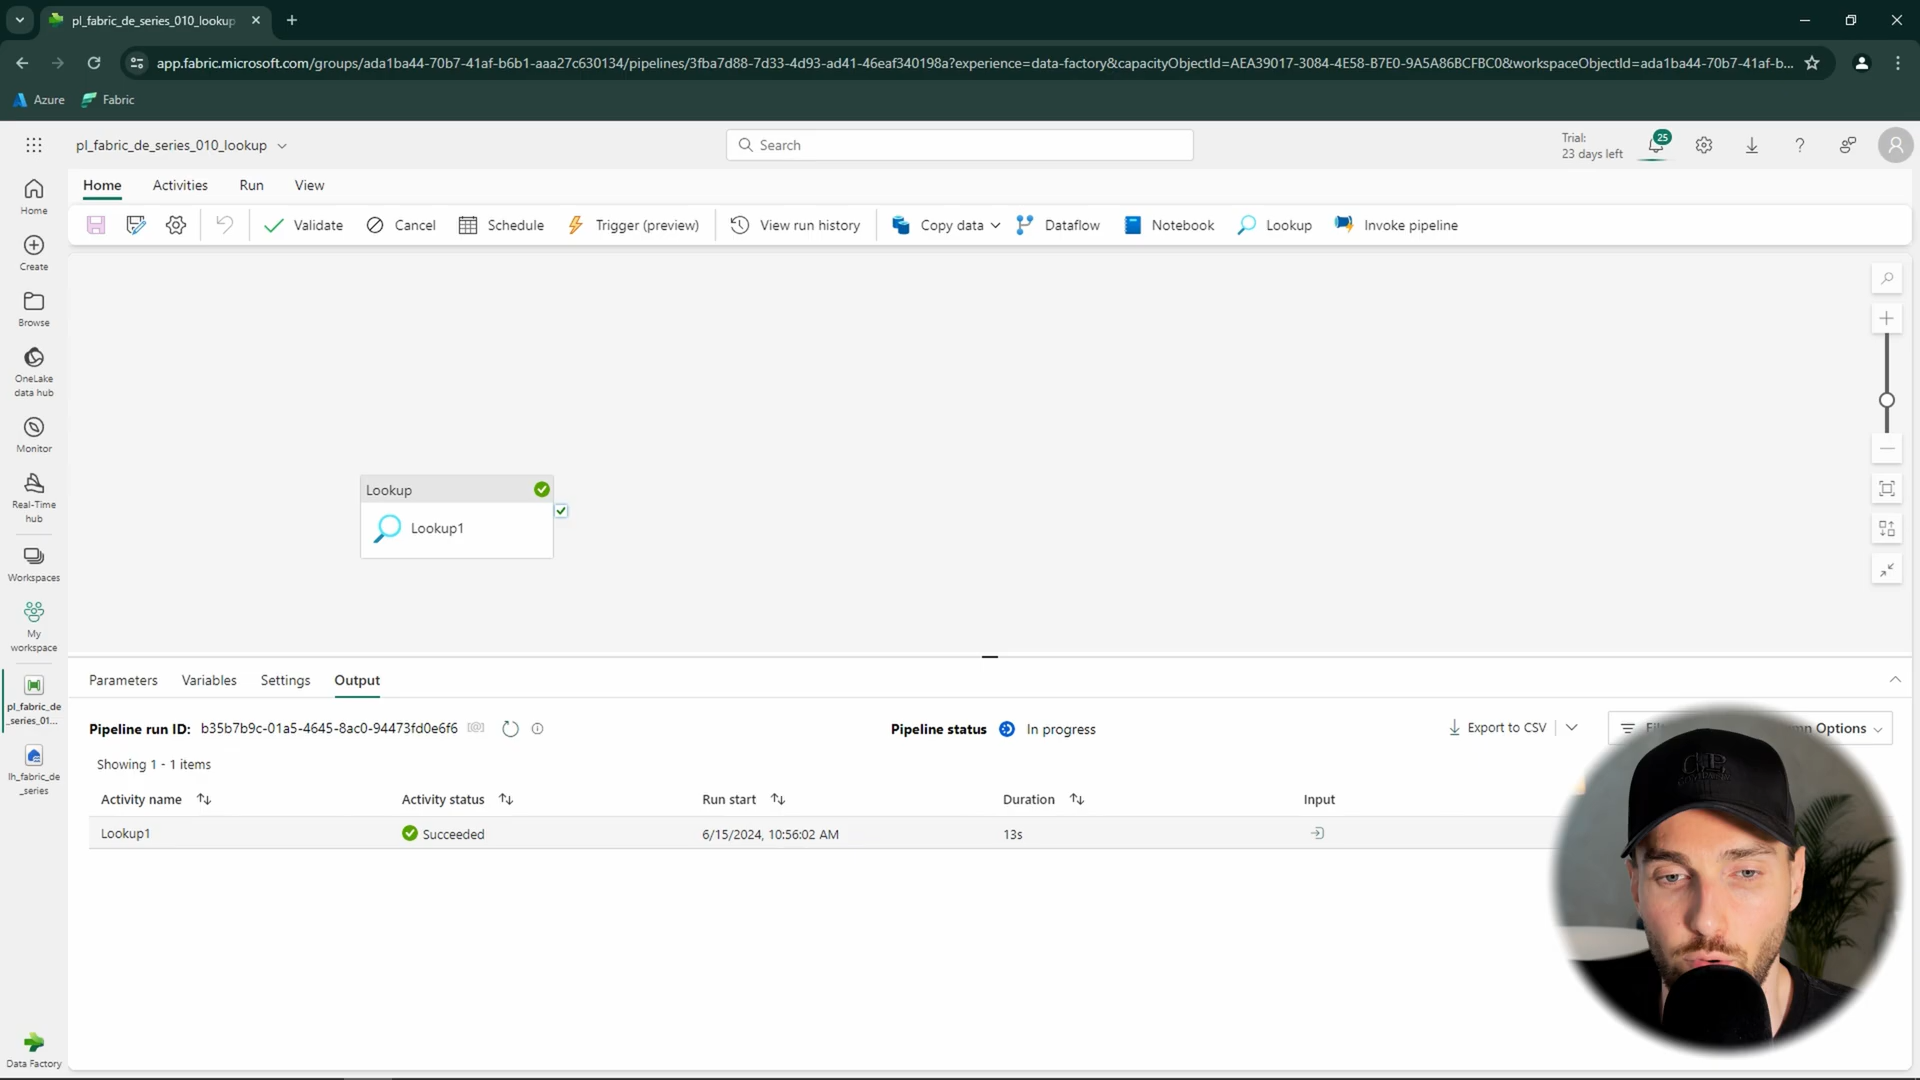 pl_fabric_de_series_010_lookup
app.fabric.microsoft.com/groups/ada1ba44-70b7-41af-b6b1-aaa27c630134/pipelines/3fba7d88-7d33-4d93-ad41-46eaf340198a?experience=data-factory&capacityObjectId=AEA39017-3084-4E58-B7E0-9A5A86BCFBC0&workspaceObjectId=ada1ba44-70b7-41af-b...
Azure
Fabric
pl_fabric_de_series_010_lookup
Search
Trial:
23 days left
25
Home
Activities
Run
View
Validate
Cancel
Schedule
Trigger (preview)
View run history
Copy data
Dataflow
Notebook
Lookup
Invoke pipeline
Home
Create
Browse
OneLake
data hub
Monitor
Real-Time
hub
Workspaces
My
workspace
pl_fabric_de
_series_01...
lh_fabric_de
_series
Data Factory
Lookup
Lookup1
Parameters
Variables
Settings
Output
Pipeline run ID: b35b7b9c-01a5-4645-8ac0-94473fd0e6f6
Pipeline status In progress
Export to CSV
Options
Showing 1 - 1 items
Activity name
Activity status
Run start
Duration
Input
Lookup1
Succeeded
6/15/2024, 10:56:02 AM
13s